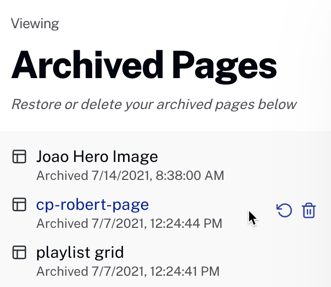 Viewing
Archived Pages
Restore or delete your archived pages below
Joao Hero Image
Archived 7/14/2021, 8:38:00 AM
cp-robert-page
Archived 7/7/2021, 12:24:44 PM
playlist grid
Archived 7/7/2021, 12:24:41 PM